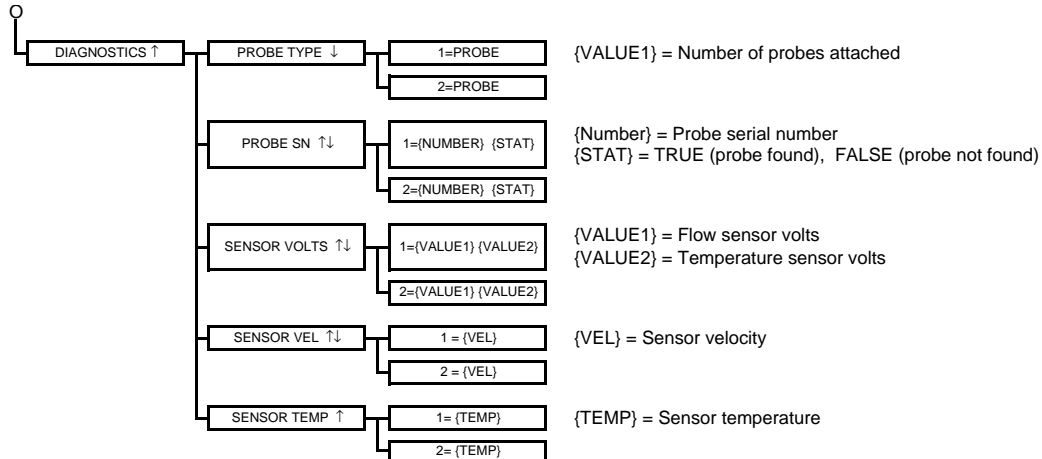 O
DIAGNOSTICS ↑
PROBE TYPE ↓
1=PROBE
{VALUE1} = Number of probes attached
2=PROBE
PROBE SN ↑↓
1={NUMBER} {STAT}
{Number} = Probe serial number
{STAT} = TRUE (probe found), FALSE (probe not found)
2={NUMBER} {STAT}
SENSOR VOLTS ↑↓
1={VALUE1} {VALUE2}
{VALUE1} = Flow sensor volts
{VALUE2} = Temperature sensor volts
2={VALUE1} {VALUE2}
SENSOR VEL ↑↓
1 = {VEL}
{VEL} = Sensor velocity
2 = {VEL}
SENSOR TEMP ↑
1= {TEMP}
{TEMP} = Sensor temperature
2= {TEMP}